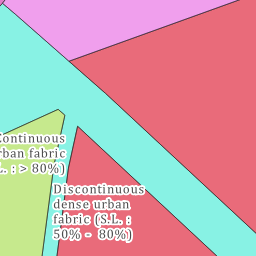 Continuous
urban fabric
L. : > 80%)
Discontinuous
dense urban
fabric (S.L. :
50% - 80%)